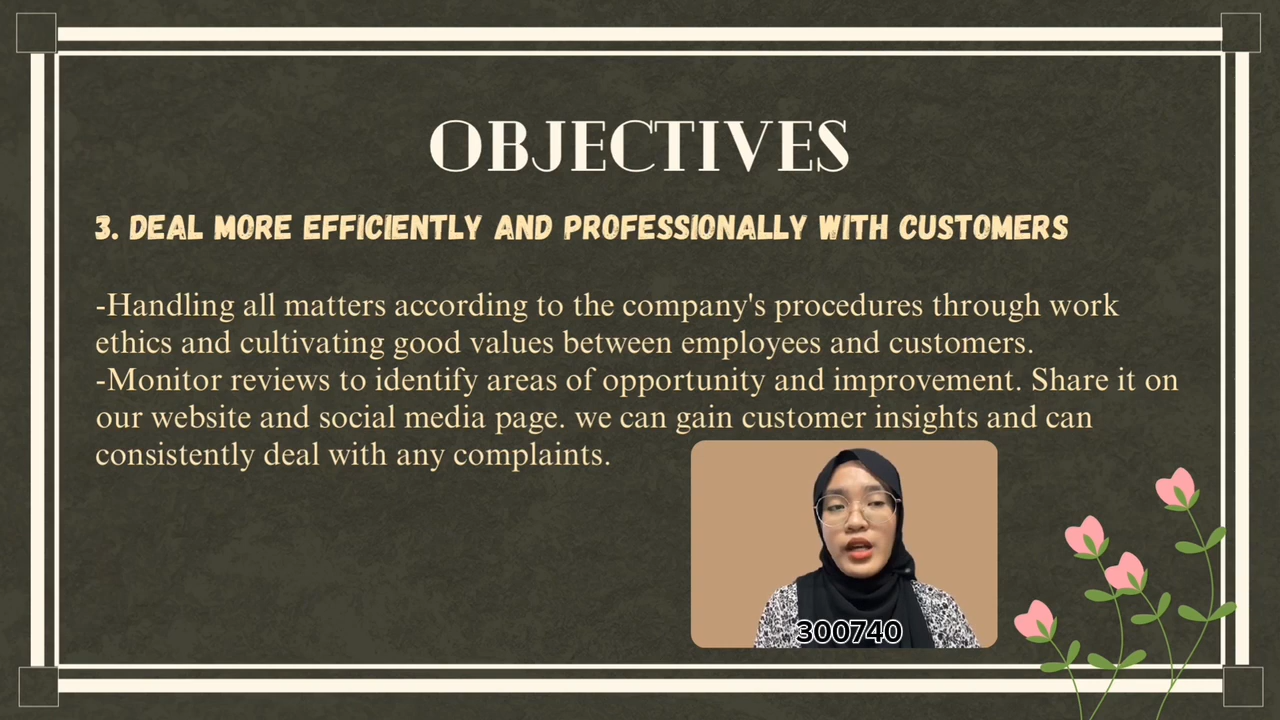 OBJECTIVES
3. DEAL MORE EFFICIENTLY AND PROFESSIONALLY WITH CUSTOMERS
-Handling all matters according to the company's procedures through work
ethics and cultivating good values between employees and customers.
-Monitor reviews to identify areas of opportunity and improvement. Share it on
our website and social media page. we can gain customer insights and can
consistently deal with any complaints.
300740